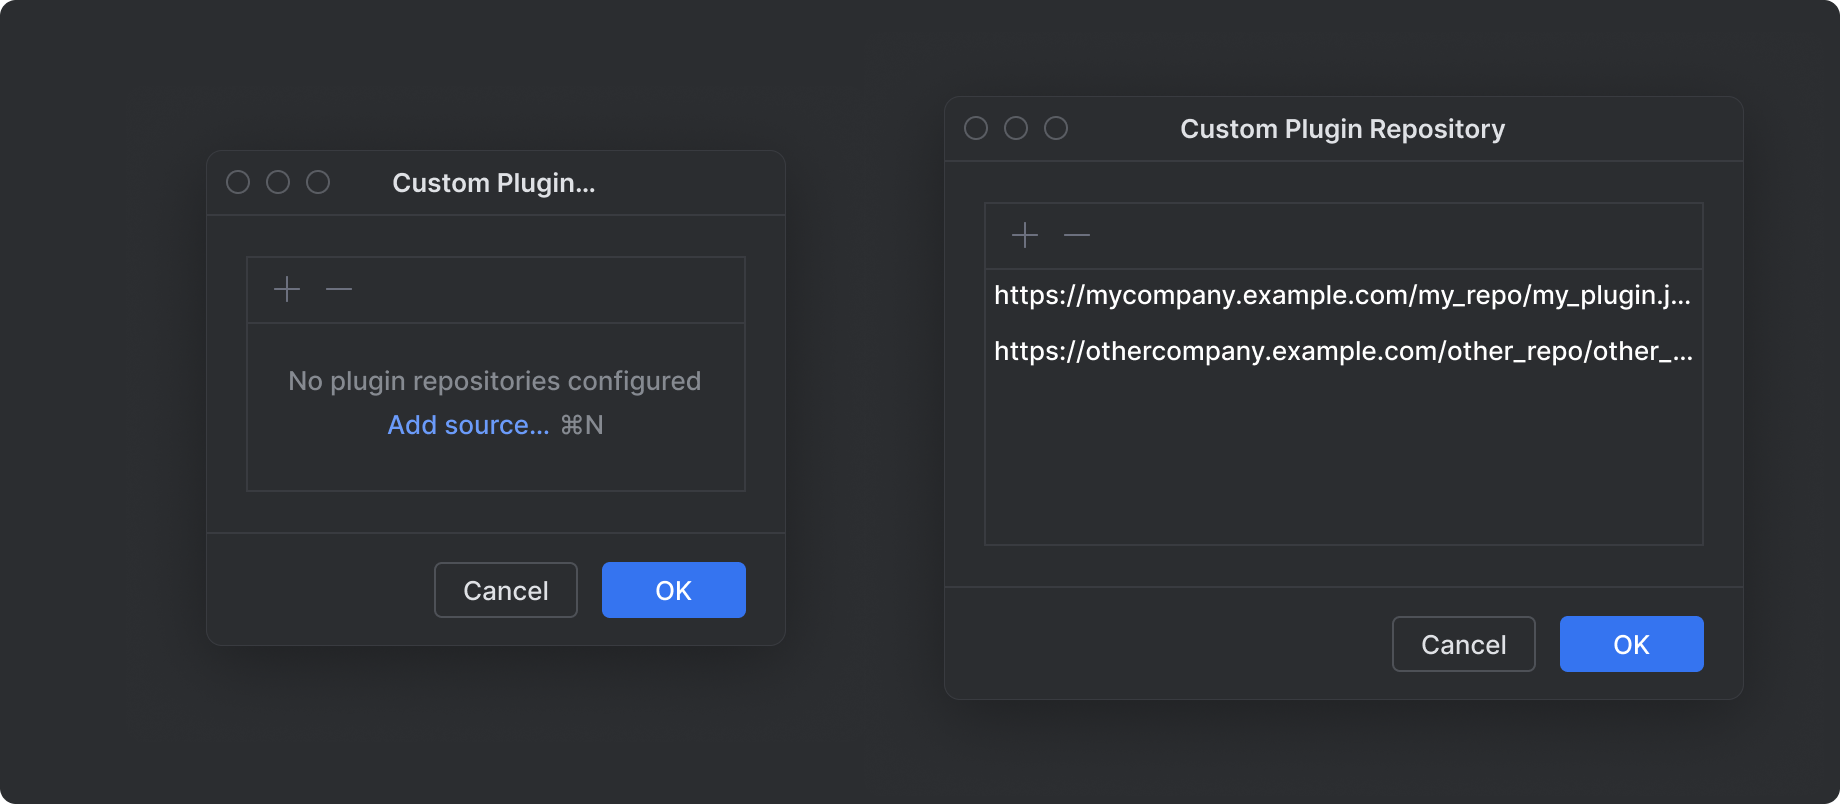 Custom Plugin...
No plugin repositories configured
Add source... ⌘N
Cancel OK
Custom Plugin Repository
https://mycompany.example.com/my_repo/my_plugin.j...
https://othercompany.example.com/other_repo/other_...
Cancel OK